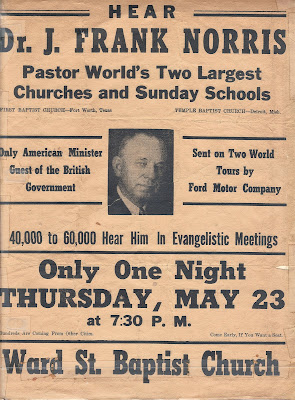 HEAR
Dr. J. FRANK NORRIS
Pastor World's Two Largest
Churches and Sunday Schools
FIRST BAPTIST CHURCH—Fort Worth, Texas
TEMPLE BAPTIST CHURCH—Detroit, Mich.
Only American Minister
Guest of the British
Government
Sent on Two World
Tours by
Ford Motor Company
40,000 to 60,000 Hear Him In Evangelistic Meetings
Only One Night
THURSDAY, MAY 23
at 7:30 P. M.
Hundreds Are Coming From Other Cities
Come Early, If You Want a Seat
Ward St. Baptist Church